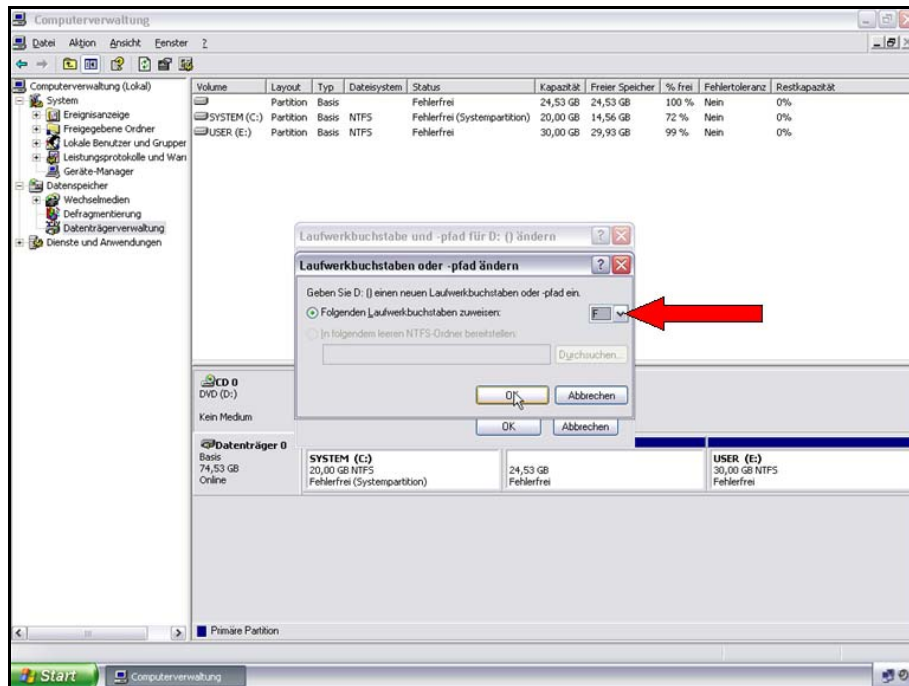 Computerverwaltung
Datei Aktion Ansicht Fenster ?
Computerverwaltung (Lokal)
System
Ereignisanzeige
Freigegebene Ordner
Lokale Benutzer und Grupper
Leistungsprotokolle und Warn
Geräte-Manager
Datenspeicher
Wechselmedien
Defragmentierung
Datenträgerverwaltung
Dienste und Anwendungen
Volume Layout Typ Dateisystem Status Kapazität Freier Speicher % frei Fehlertoleranz Restkapazität
Partition Basis Fehlerfrei 24,53 GB 24,53 GB 100 % Nein 0%
SYSTEM (C:) Partition Basis NTFS Fehlerfrei (Systempartition) 20,00 GB 14,56 GB 72 % Nein 0%
USER (E:) Partition Basis NTFS Fehlerfrei 30,00 GB 29,93 GB 99 % Nein 0%
Laufwerkbuchstabe und -pfad für D: () ändern
Laufwerkbuchstaben oder -pfad ändern
Geben Sie D: () einen neuen Laufwerkbuchstaben oder -pfad ein.
Folgenden Laufwerkbuchstaben zuweisen: F
In folgendem leeren NTFS-Ordner bereitstellen:
Durchsuchen...
OK Abbrechen
OK Abbrechen
CD 0
DVD (D:)
Kein Medium
Datenträger 0
Basis
74,53 GB
Online
SYSTEM (C:)
20,00 GB NTFS
Fehlerfrei (Systempartition)
24,53 GB
Fehlerfrei
USER (E:)
30,00 GB NTFS
Fehlerfrei
Primäre Partition
Start Computerverwaltung